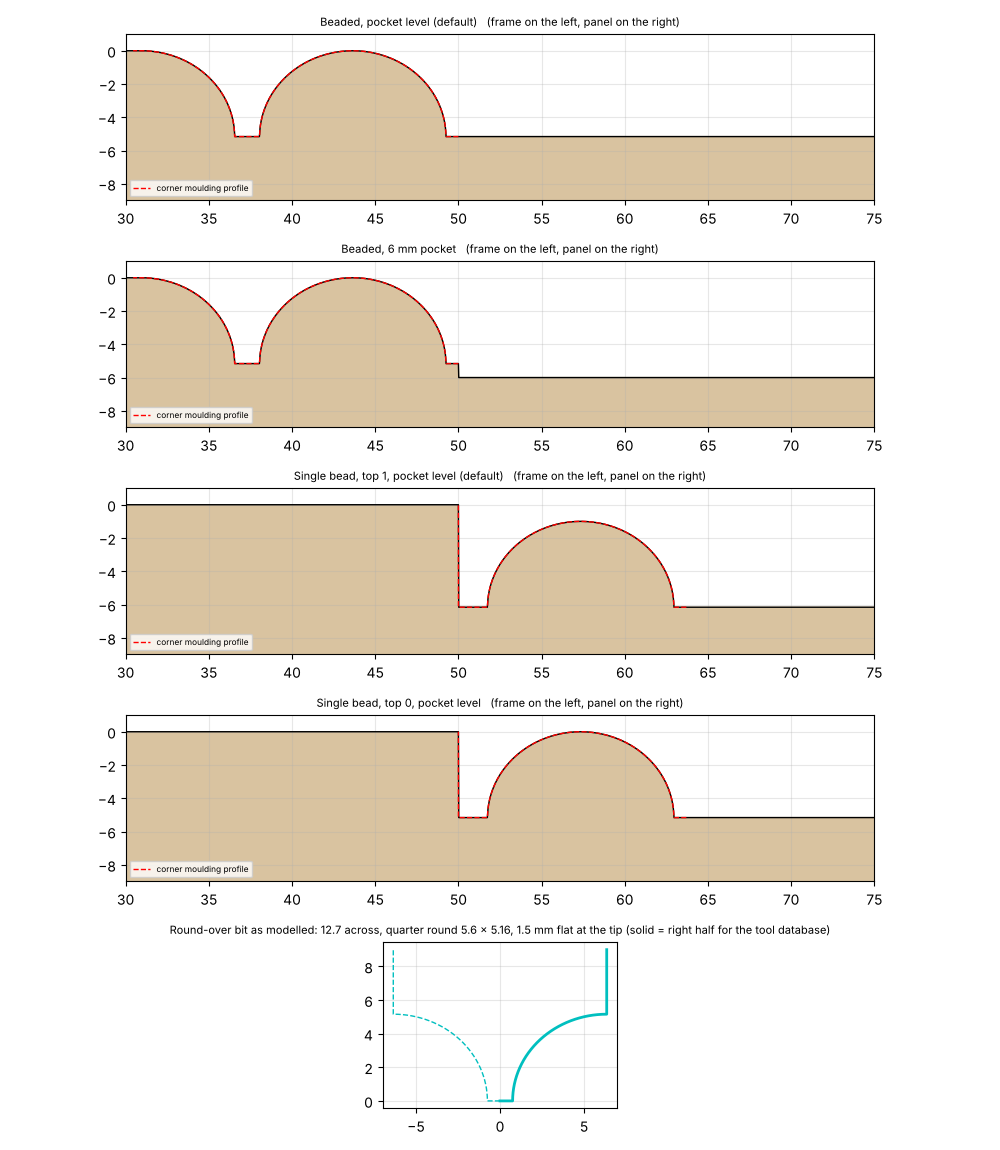 Beaded, pocket level (default)   (frame on the left, panel on the right)
0
−2
−4
−6
−8
corner moulding profile
30 35 40 45 50 55 60 65 70 75
Beaded, 6 mm pocket   (frame on the left, panel on the right)
0
−2
−4
−6
−8
corner moulding profile
30 35 40 45 50 55 60 65 70 75
Single bead, top 1, pocket level (default)   (frame on the left, panel on the right)
0
−2
−4
−6
−8
corner moulding profile
30 35 40 45 50 55 60 65 70 75
Single bead, top 0, pocket level   (frame on the left, panel on the right)
0
−2
−4
−6
−8
corner moulding profile
30 35 40 45 50 55 60 65 70 75
Round-over bit as modelled: 12.7 across, quarter round 5.6 × 5.16, 1.5 mm flat at the tip (solid = right half for the tool database)
8
6
4
2
0
−5 0 5